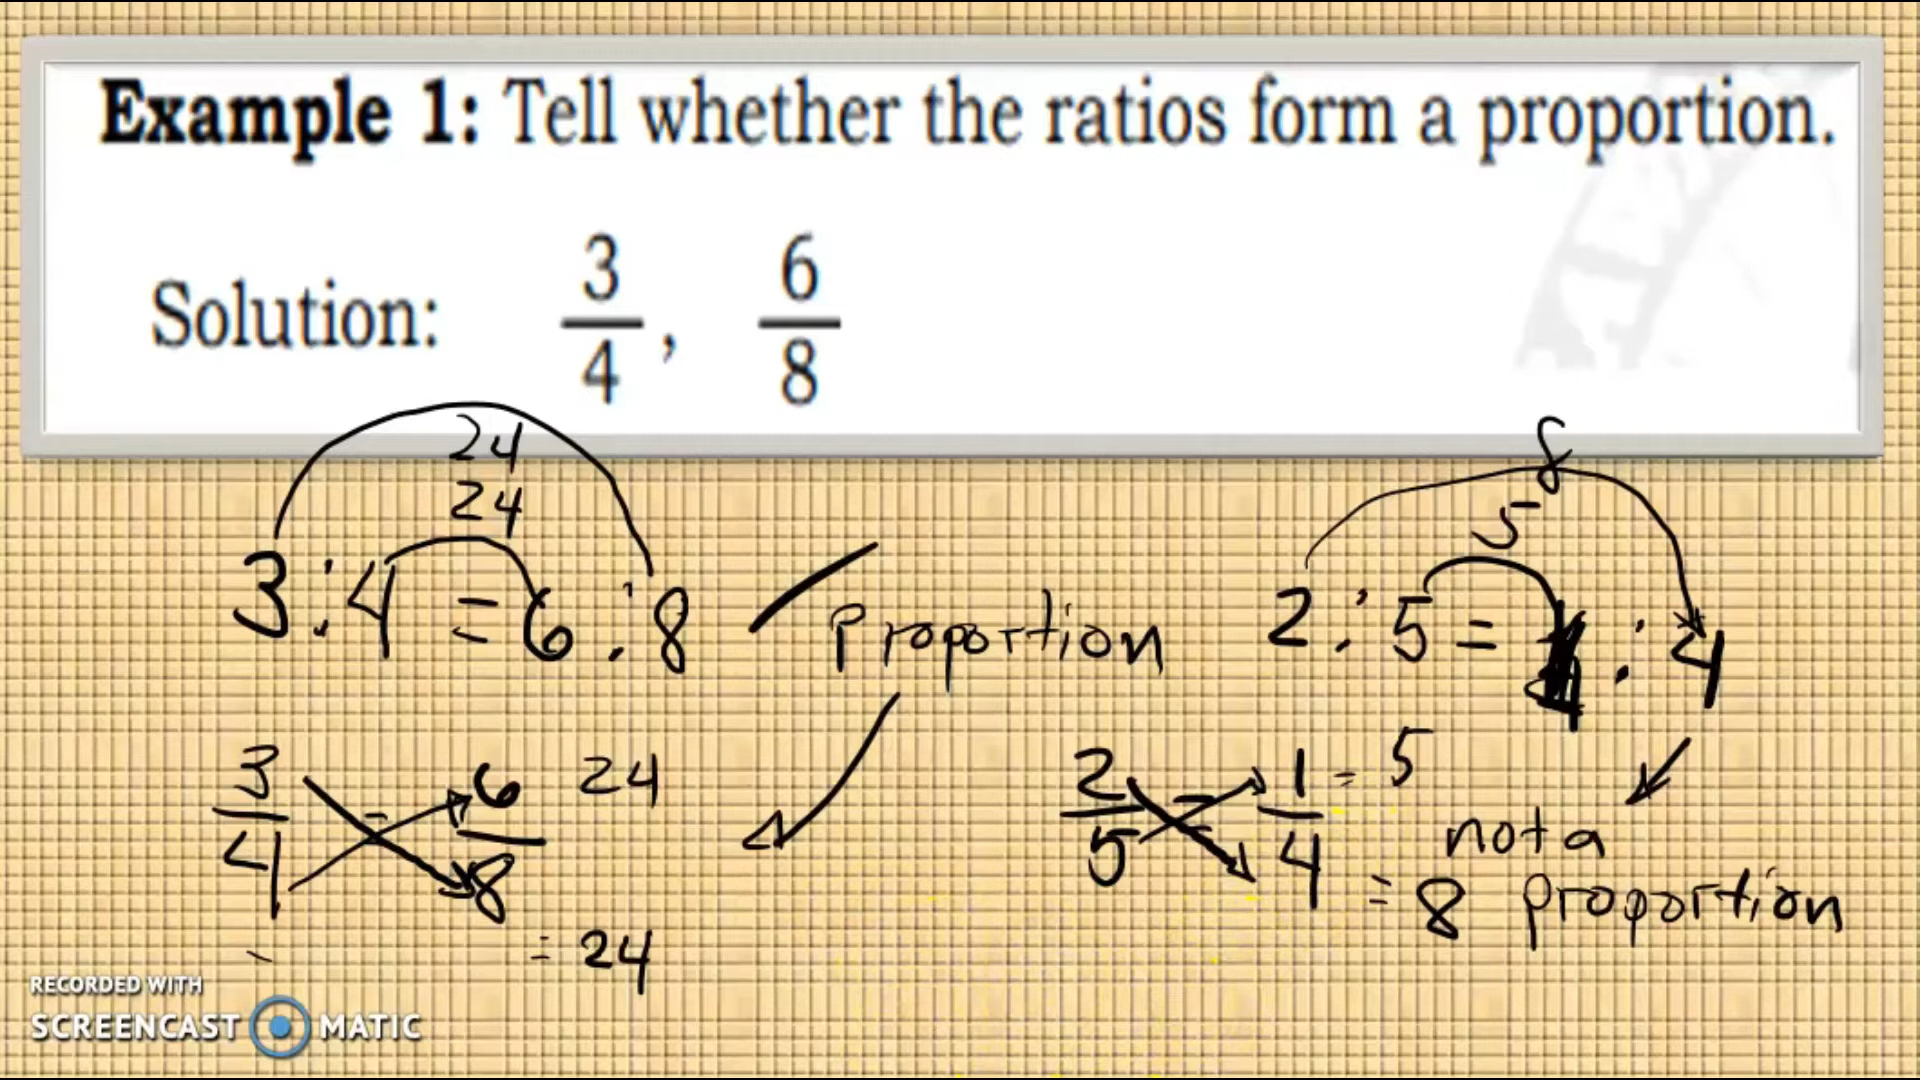 Example 1: Tell whether the ratios form a proportion.
Solution: 3/4, 6/8
24
24
3 : 4 = 6 : 8
Proportion
3/4 = 6/8
24
= 24
8
5
2 : 5 = 1 : 4
2/5 = 1/4
= 5
= 8
not a
proportion
RECORDED WITH
SCREENCAST MATIC